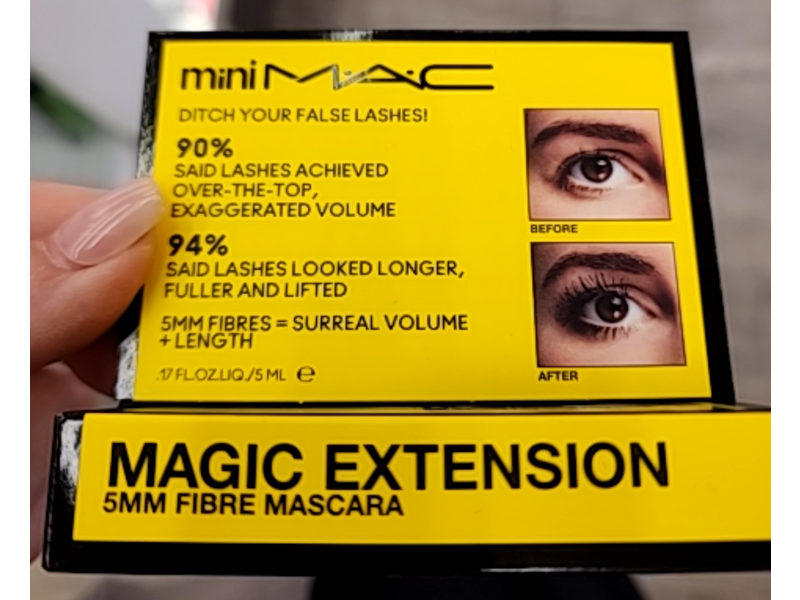 mini MAC
DITCH YOUR FALSE LASHES!
90%
SAID LASHES ACHIEVED
OVER-THE-TOP,
EXAGGERATED VOLUME
94%
SAID LASHES LOOKED LONGER,
FULLER AND LIFTED
5MM FIBRES = SURREAL VOLUME
+ LENGTH
.17 FL.OZ.LIQ./5 ML ℮
BEFORE
AFTER
MAGIC EXTENSION
5MM FIBRE MASCARA